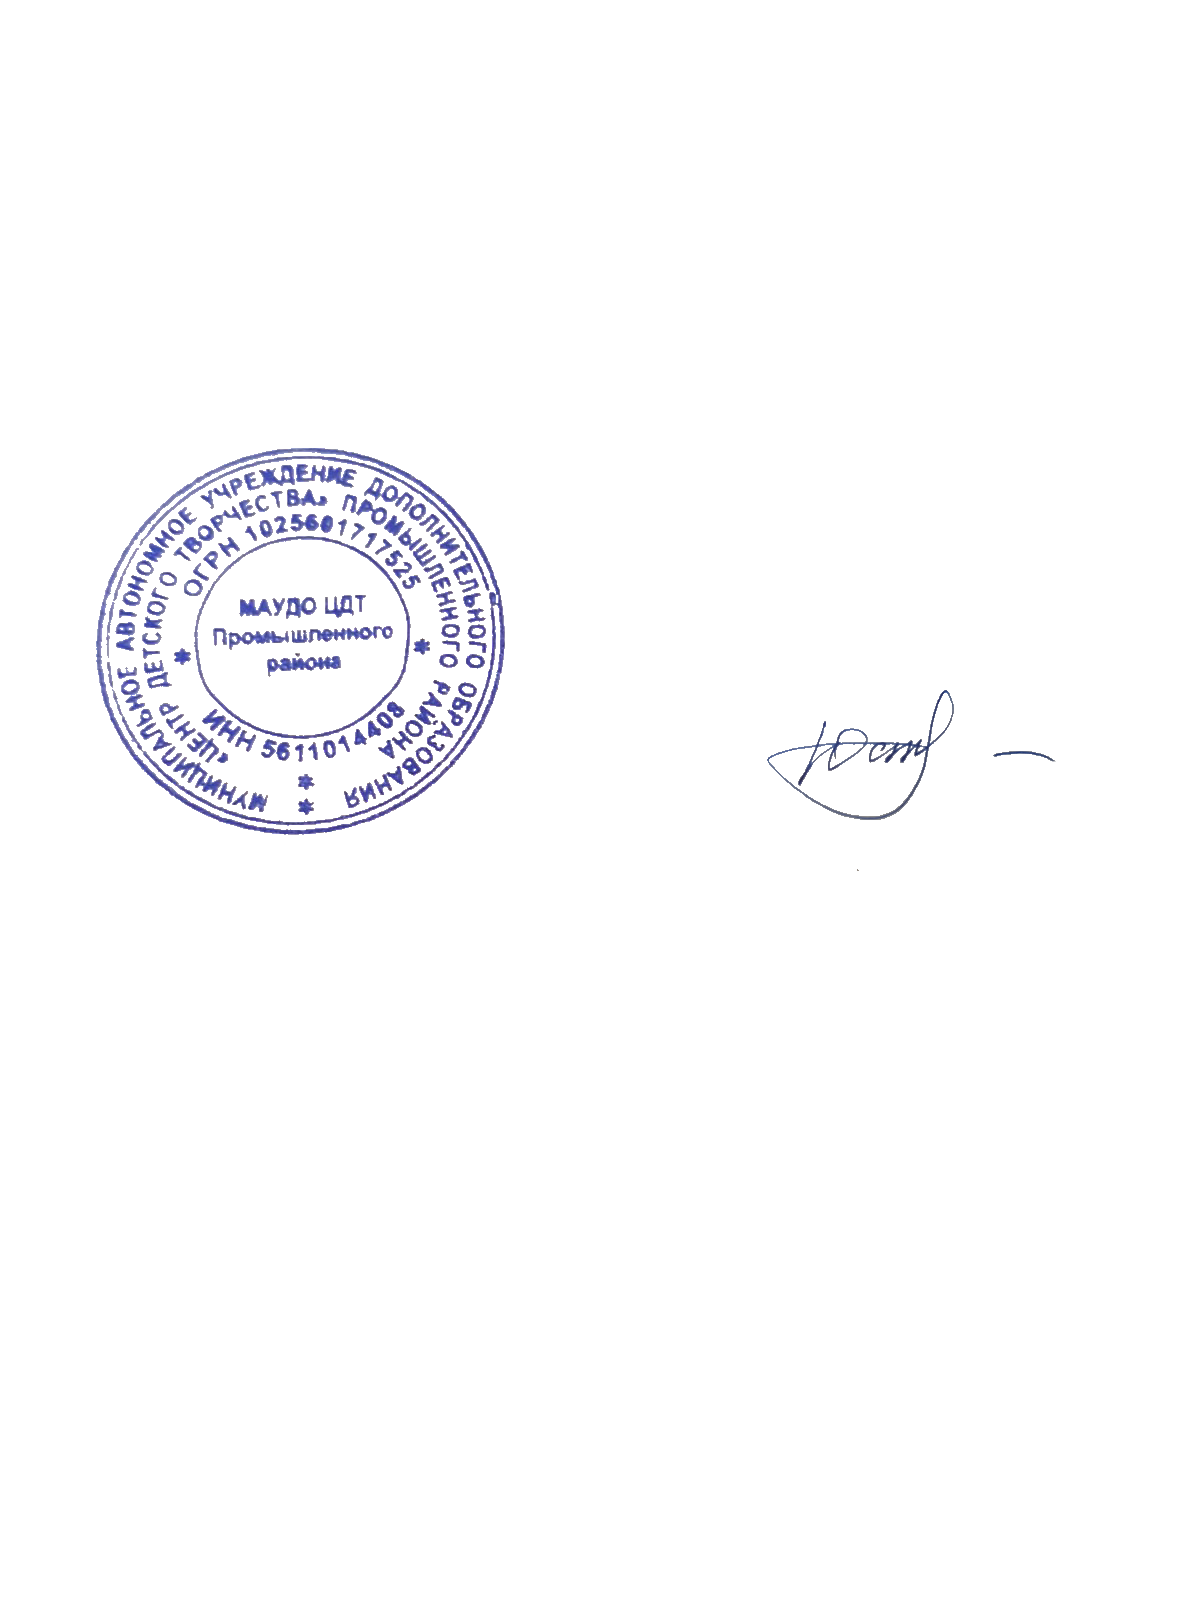 МУНИЦИПАЛЬНОЕ АВТОНОМНОЕ УЧРЕЖДЕНИЕ ДОПОЛНИТЕЛЬНОГО ОБРАЗОВАНИЯ
«ЦЕНТР ДЕТСКОГО ТВОРЧЕСТВА» ПРОМЫШЛЕННОГО РАЙОНА
ОГРН 1025601717525
МАУДО ЦДТ
Промышленного
района
ИНН 5611014408